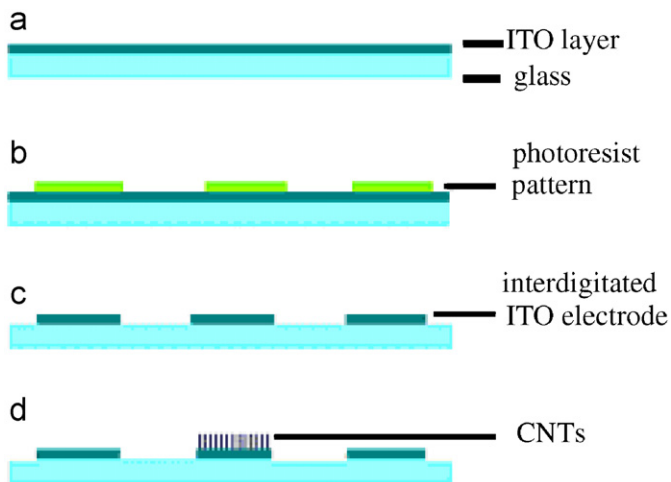 a
ITO layer
glass
b
photoresist
pattern
c
interdigitated
ITO electrode
d
CNTs